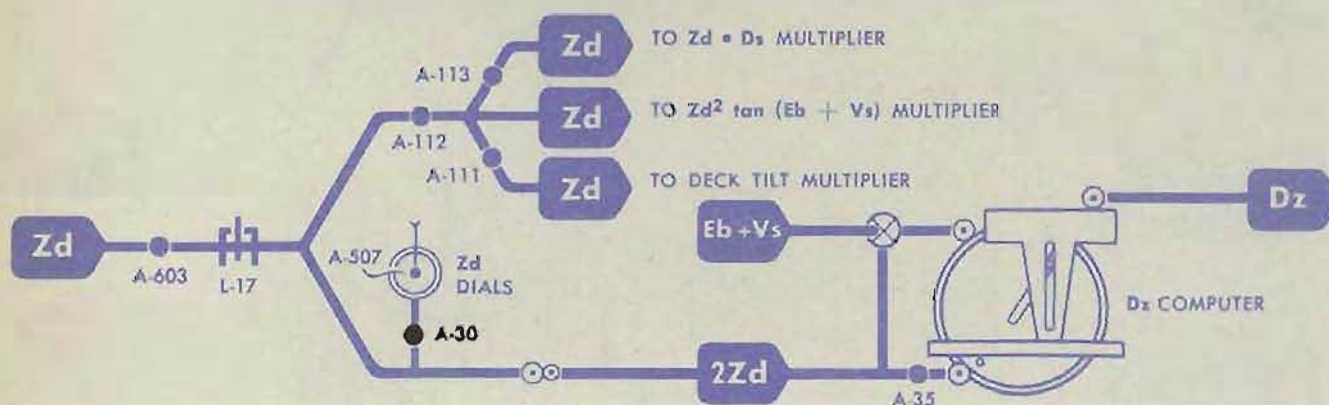 Zd TO Zd • Ds MULTIPLIER
A-113
Zd TO Zd² tan (Eb + Vs) MULTIPLIER
A-112
A-111
Zd TO DECK TILT MULTIPLIER
Dz
Eb+Vs
Zd
A-603
L-17
A-507
Zd
DIALS
Dz COMPUTER
A-30
2Zd
A-35